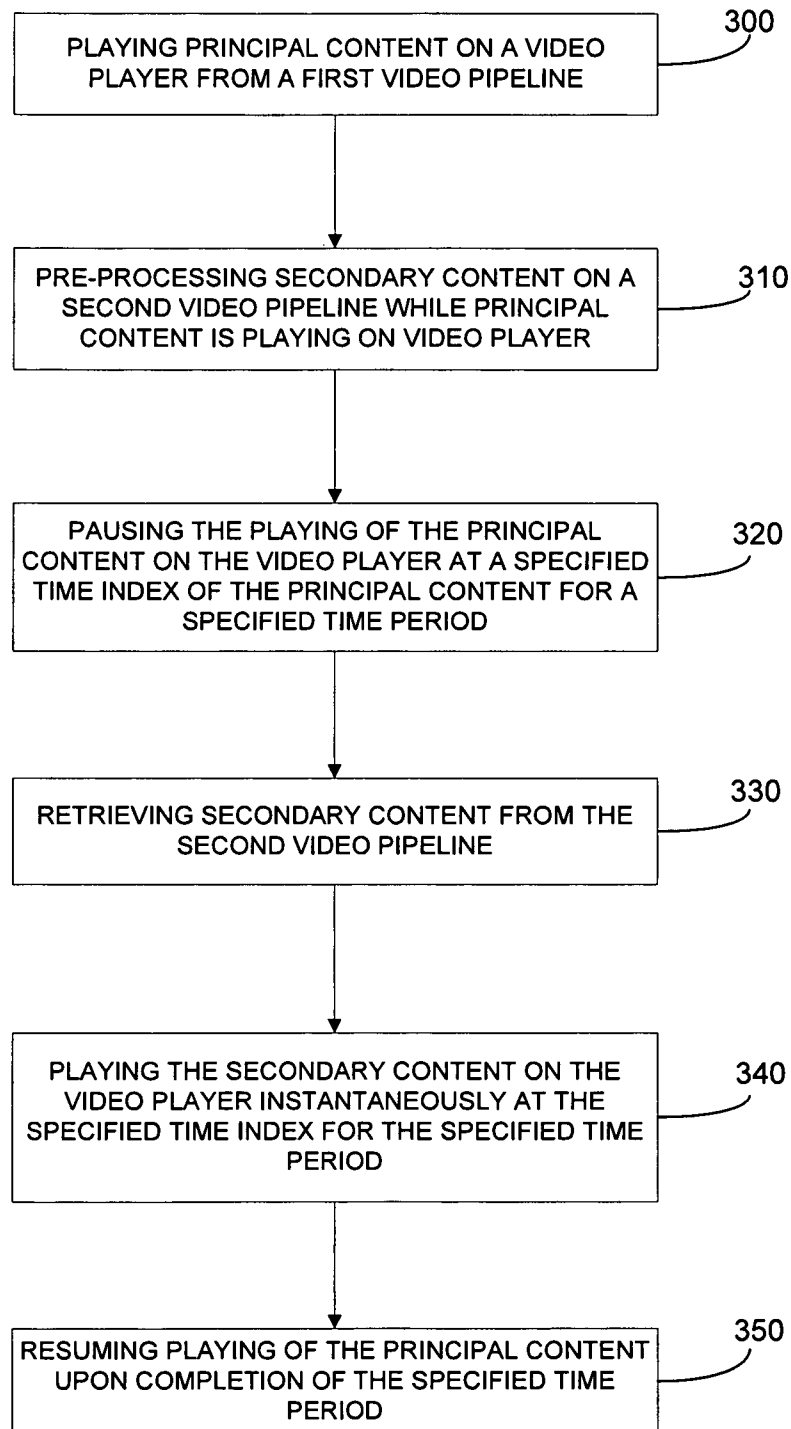 PLAYING PRINCIPAL CONTENT ON A VIDEO
PLAYER FROM A FIRST VIDEO PIPELINE
300
PRE-PROCESSING SECONDARY CONTENT ON A
SECOND VIDEO PIPELINE WHILE PRINCIPAL
CONTENT IS PLAYING ON VIDEO PLAYER
310
PAUSING THE PLAYING OF THE PRINCIPAL
CONTENT ON THE VIDEO PLAYER AT A SPECIFIED
TIME INDEX OF THE PRINCIPAL CONTENT FOR A
SPECIFIED TIME PERIOD
320
RETRIEVING SECONDARY CONTENT FROM THE
SECOND VIDEO PIPELINE
330
PLAYING THE SECONDARY CONTENT ON THE
VIDEO PLAYER INSTANTANEOUSLY AT THE
SPECIFIED TIME INDEX FOR THE SPECIFIED TIME
PERIOD
340
RESUMING PLAYING OF THE PRINCIPAL CONTENT
UPON COMPLETION OF THE SPECIFIED TIME
PERIOD
350